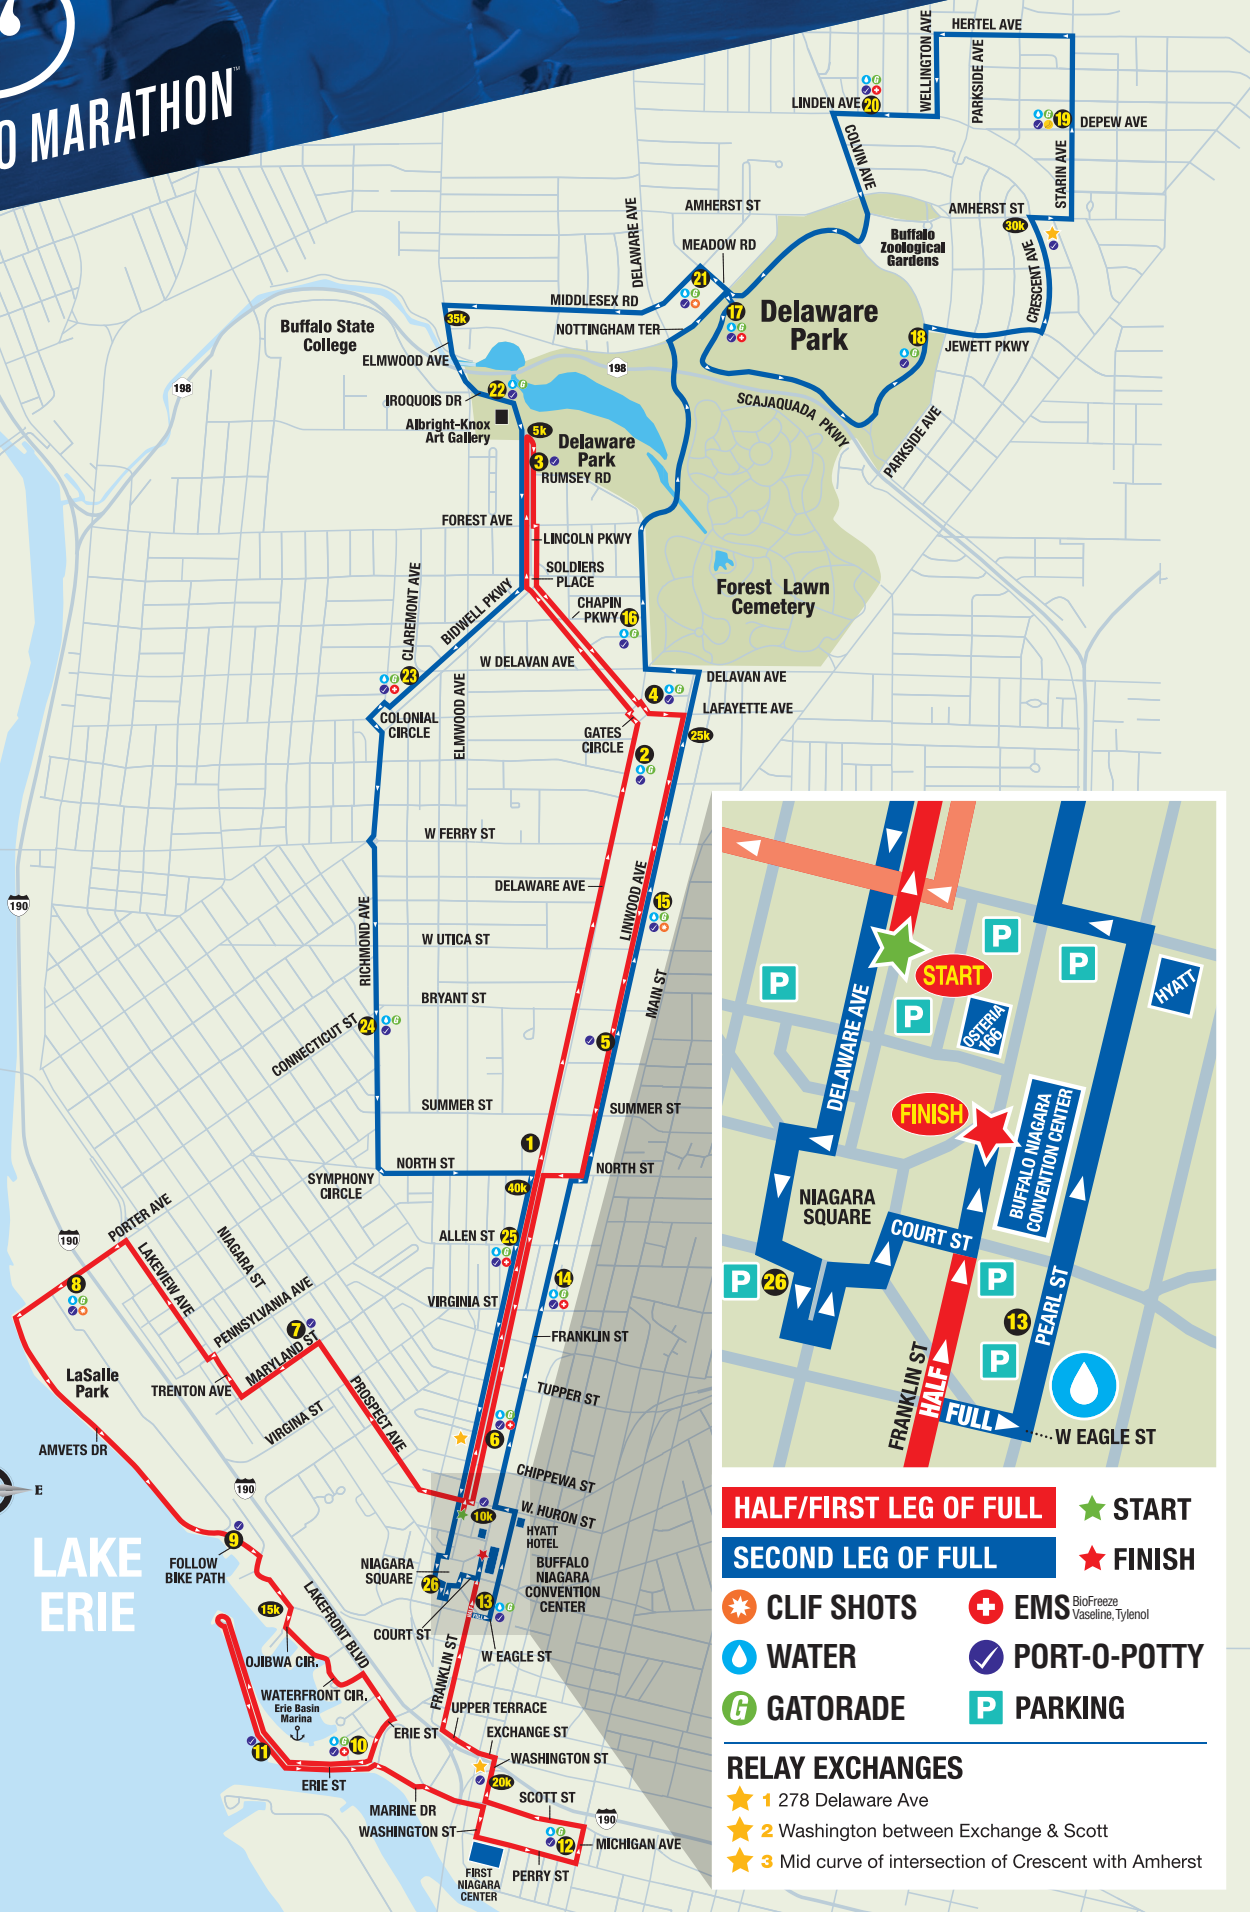 O MARATHON™
HERTEL AVE
WELLINGTON AVE
PARKSIDE AVE
LINDEN AVE
20
19
DEPEW AVE
COLVIN AVE
STARIN AVE
AMHERST ST
AMHERST ST
30k
DELAWARE AVE
MEADOW RD
Buffalo
Zoological
Gardens
CRESCENT AVE
21
MIDDLESEX RD
35k
NOTTINGHAM TER
17
Delaware
Park
18
JEWETT PKWY
Buffalo State
College
ELMWOOD AVE
198
198
IROQUOIS DR
22
SCAJAQUADA PKWY
PARKSIDE AVE
Albright-Knox
Art Gallery
5k
Delaware
Park
3
RUMSEY RD
FOREST AVE
LINCOLN PKWY
SOLDIERS
PLACE
Forest Lawn
Cemetery
CLAREMONT AVE
BIDWELL PKWY
CHAPIN
PKWY
16
W DELAVAN AVE
23
DELAVAN AVE
ELMWOOD AVE
4
LAFAYETTE AVE
COLONIAL
CIRCLE
GATES
CIRCLE
25k
2
W FERRY ST
DELAWARE AVE
LINWOOD AVE
15
190
RICHMOND AVE
W UTICA ST
BRYANT ST
MAIN ST
CONNECTICUT ST
24
5
SUMMER ST
SUMMER ST
1
NORTH ST
NORTH ST
SYMPHONY
CIRCLE
40k
PORTER AVE
190
NIAGARA ST
ALLEN ST
25
LAKEVIEW AVE
8
14
PENNSYLVANIA AVE
VIRGINIA ST
7
MARYLAND ST
FRANKLIN ST
LaSalle
Park
TRENTON AVE
TUPPER ST
PROSPECT AVE
VIRGINA ST
AMVETS DR
6
CHIPPEWA ST
190
E
W. HURON ST
10k
HYATT
HOTEL
LAKE
ERIE
9
FOLLOW
BIKE PATH
NIAGARA
SQUARE
26
BUFFALO
NIAGARA
CONVENTION
CENTER
13
HALF
FULL
LAKEFRONT BLVD
15k
COURT ST
W EAGLE ST
OJIBWA CIR.
FRANKLIN ST
WATERFRONT CIR.
Erie Basin
Marina
UPPER TERRACE
ERIE ST
EXCHANGE ST
11
10
WASHINGTON ST
20k
ERIE ST
SCOTT ST
MARINE DR
190
WASHINGTON ST
12
MICHIGAN AVE
PERRY ST
FIRST
NIAGARA
CENTER
P
P
P
HYATT
START
P
OSTERIA
166
DELAWARE AVE
FINISH
BUFFALO NIAGARA
CONVENTION CENTER
NIAGARA
SQUARE
COURT ST
P
26
P
13
PEARL ST
P
FRANKLIN ST
HALF
FULL
W EAGLE ST
HALF/FIRST LEG OF FULL
START
SECOND LEG OF FULL
FINISH
CLIF SHOTS
EMS BioFreeze
Vaseline, Tylenol
WATER
PORT-O-POTTY
G GATORADE
P PARKING
RELAY EXCHANGES
1 278 Delaware Ave
2 Washington between Exchange & Scott
3 Mid curve of intersection of Crescent with Amherst